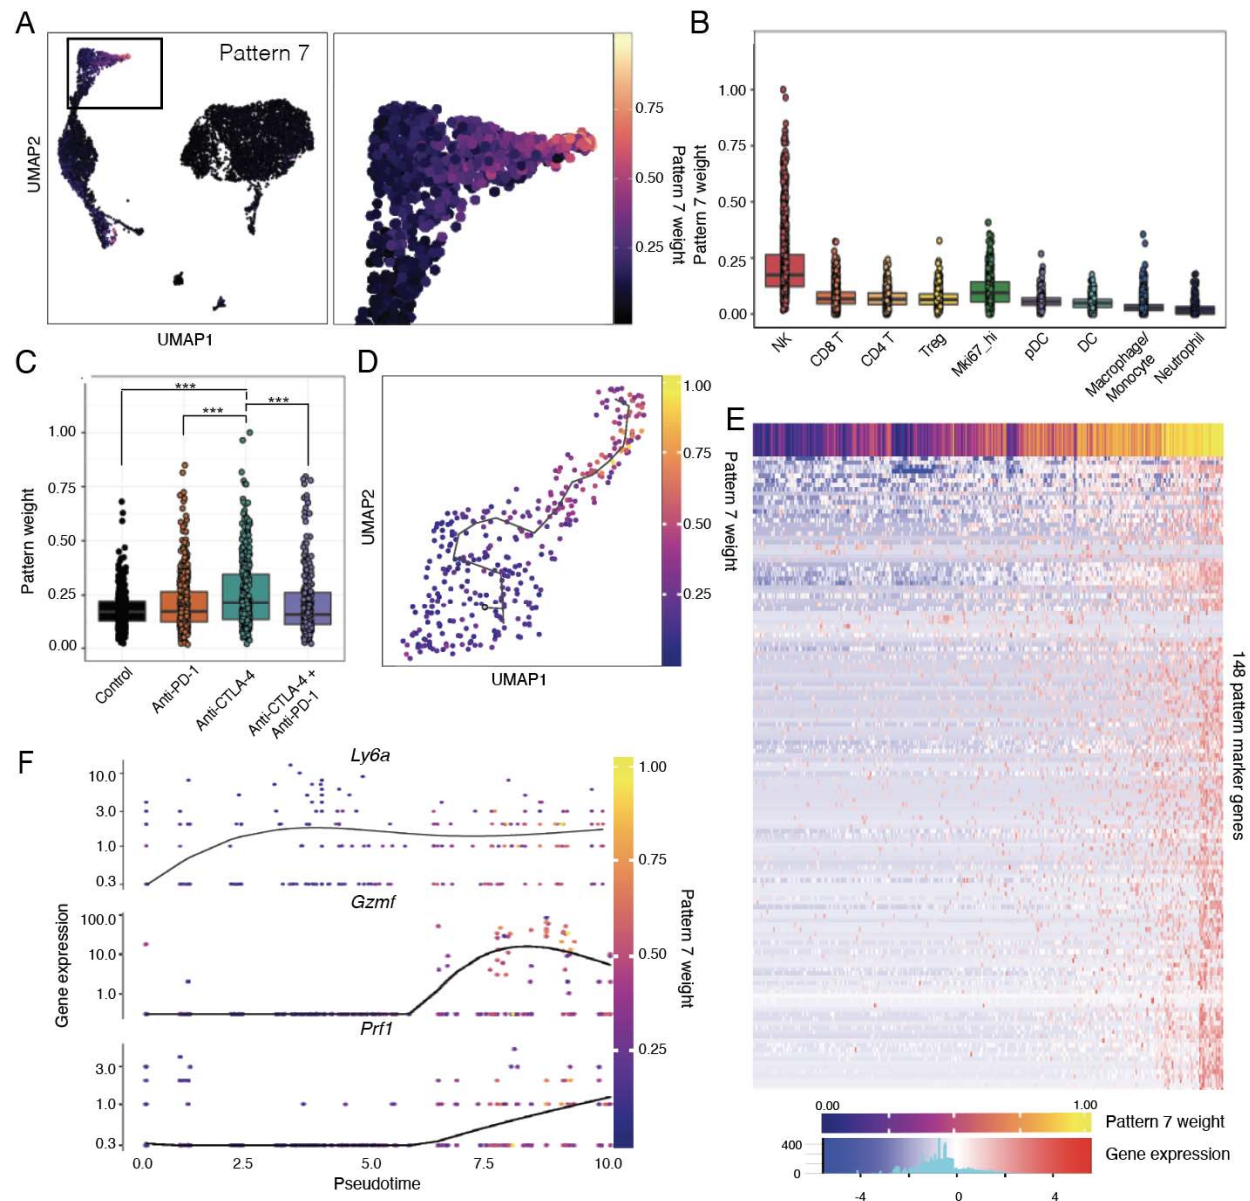 A
Pattern 7
UMAP2
UMAP1
0.75
0.50
0.25
Pattern 7 weight
B
Pattern 7 weight
1.00
0.75
0.50
0.25
0.00
NK
CD8 T
CD4 T
Treg
Mki67_hi
pDC
DC
Macrophage/
Monocyte
Neutrophil
C
Pattern weight
1.00
0.75
0.50
0.25
0.00
***
***
***
Control
Anti-PD-1
Anti-CTLA-4
Anti-CTLA-4 +
Anti-PD-1
D
UMAP2
UMAP1
1.00
0.75
0.50
0.25
Pattern 7 weight
E
148 pattern marker genes
0.00
1.00
Pattern 7 weight
400
0
Gene expression
-4
0
4
F
Gene expression
Ly6a
10.0
3.0
1.0
0.3
Gzmf
100.0
10.0
1.0
Prf1
3.0
1.0
0.3
0.0
2.5
5.0
7.5
10.0
Pseudotime
1.00
0.75
0.50
0.25
Pattern 7 weight